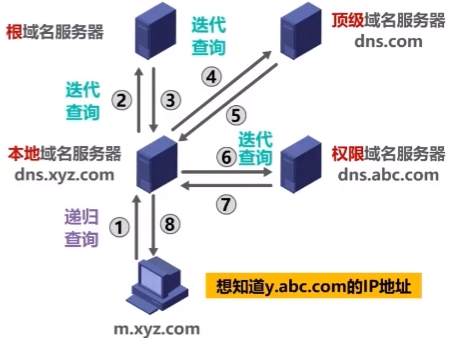 根域名服务器
迭代
查询
顶级域名服务器
dns.com
迭代
查询
②
③
④
⑤
本地域名服务器
dns.xyz.com
迭代
查询
⑥
⑦
权限域名服务器
dns.abc.com
递归
查询
①
⑧
m.xyz.com
想知道y.abc.com的IP地址